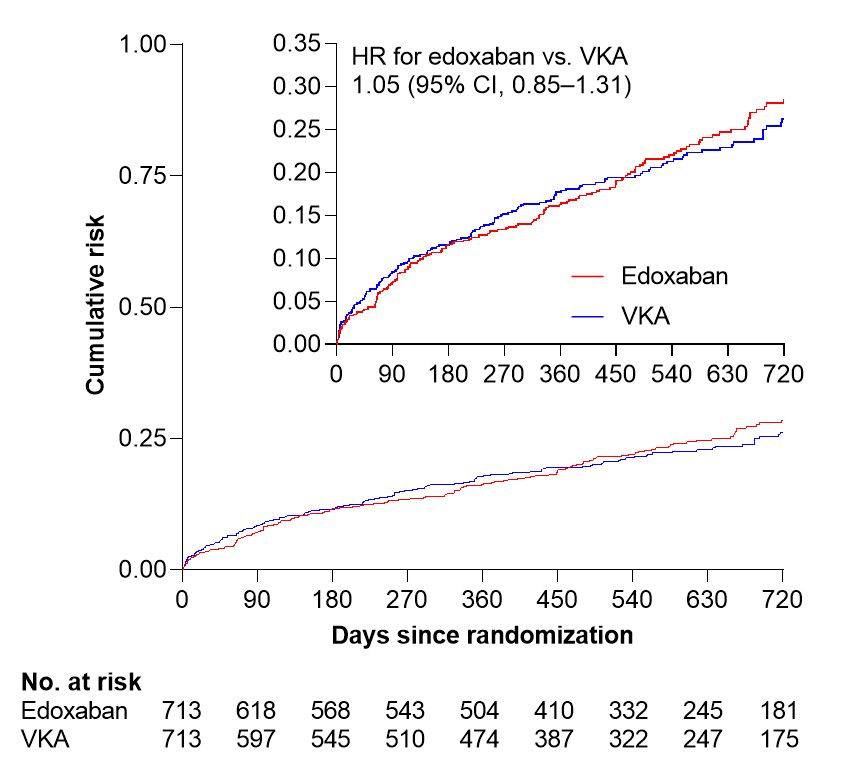 1.00
0.75
0.50
0.25
0.00
Cumulative risk
0.35
0.30
0.25
0.20
0.15
0.10
0.05
0.00
HR for edoxaban vs. VKA
1.05 (95% CI, 0.85–1.31)
Edoxaban
VKA
0 90 180 270 360 450 540 630 720
0 90 180 270 360 450 540 630 720
Days since randomization
No. at risk
Edoxaban 713 618 568 543 504 410 332 245 181
VKA 713 597 545 510 474 387 322 247 175